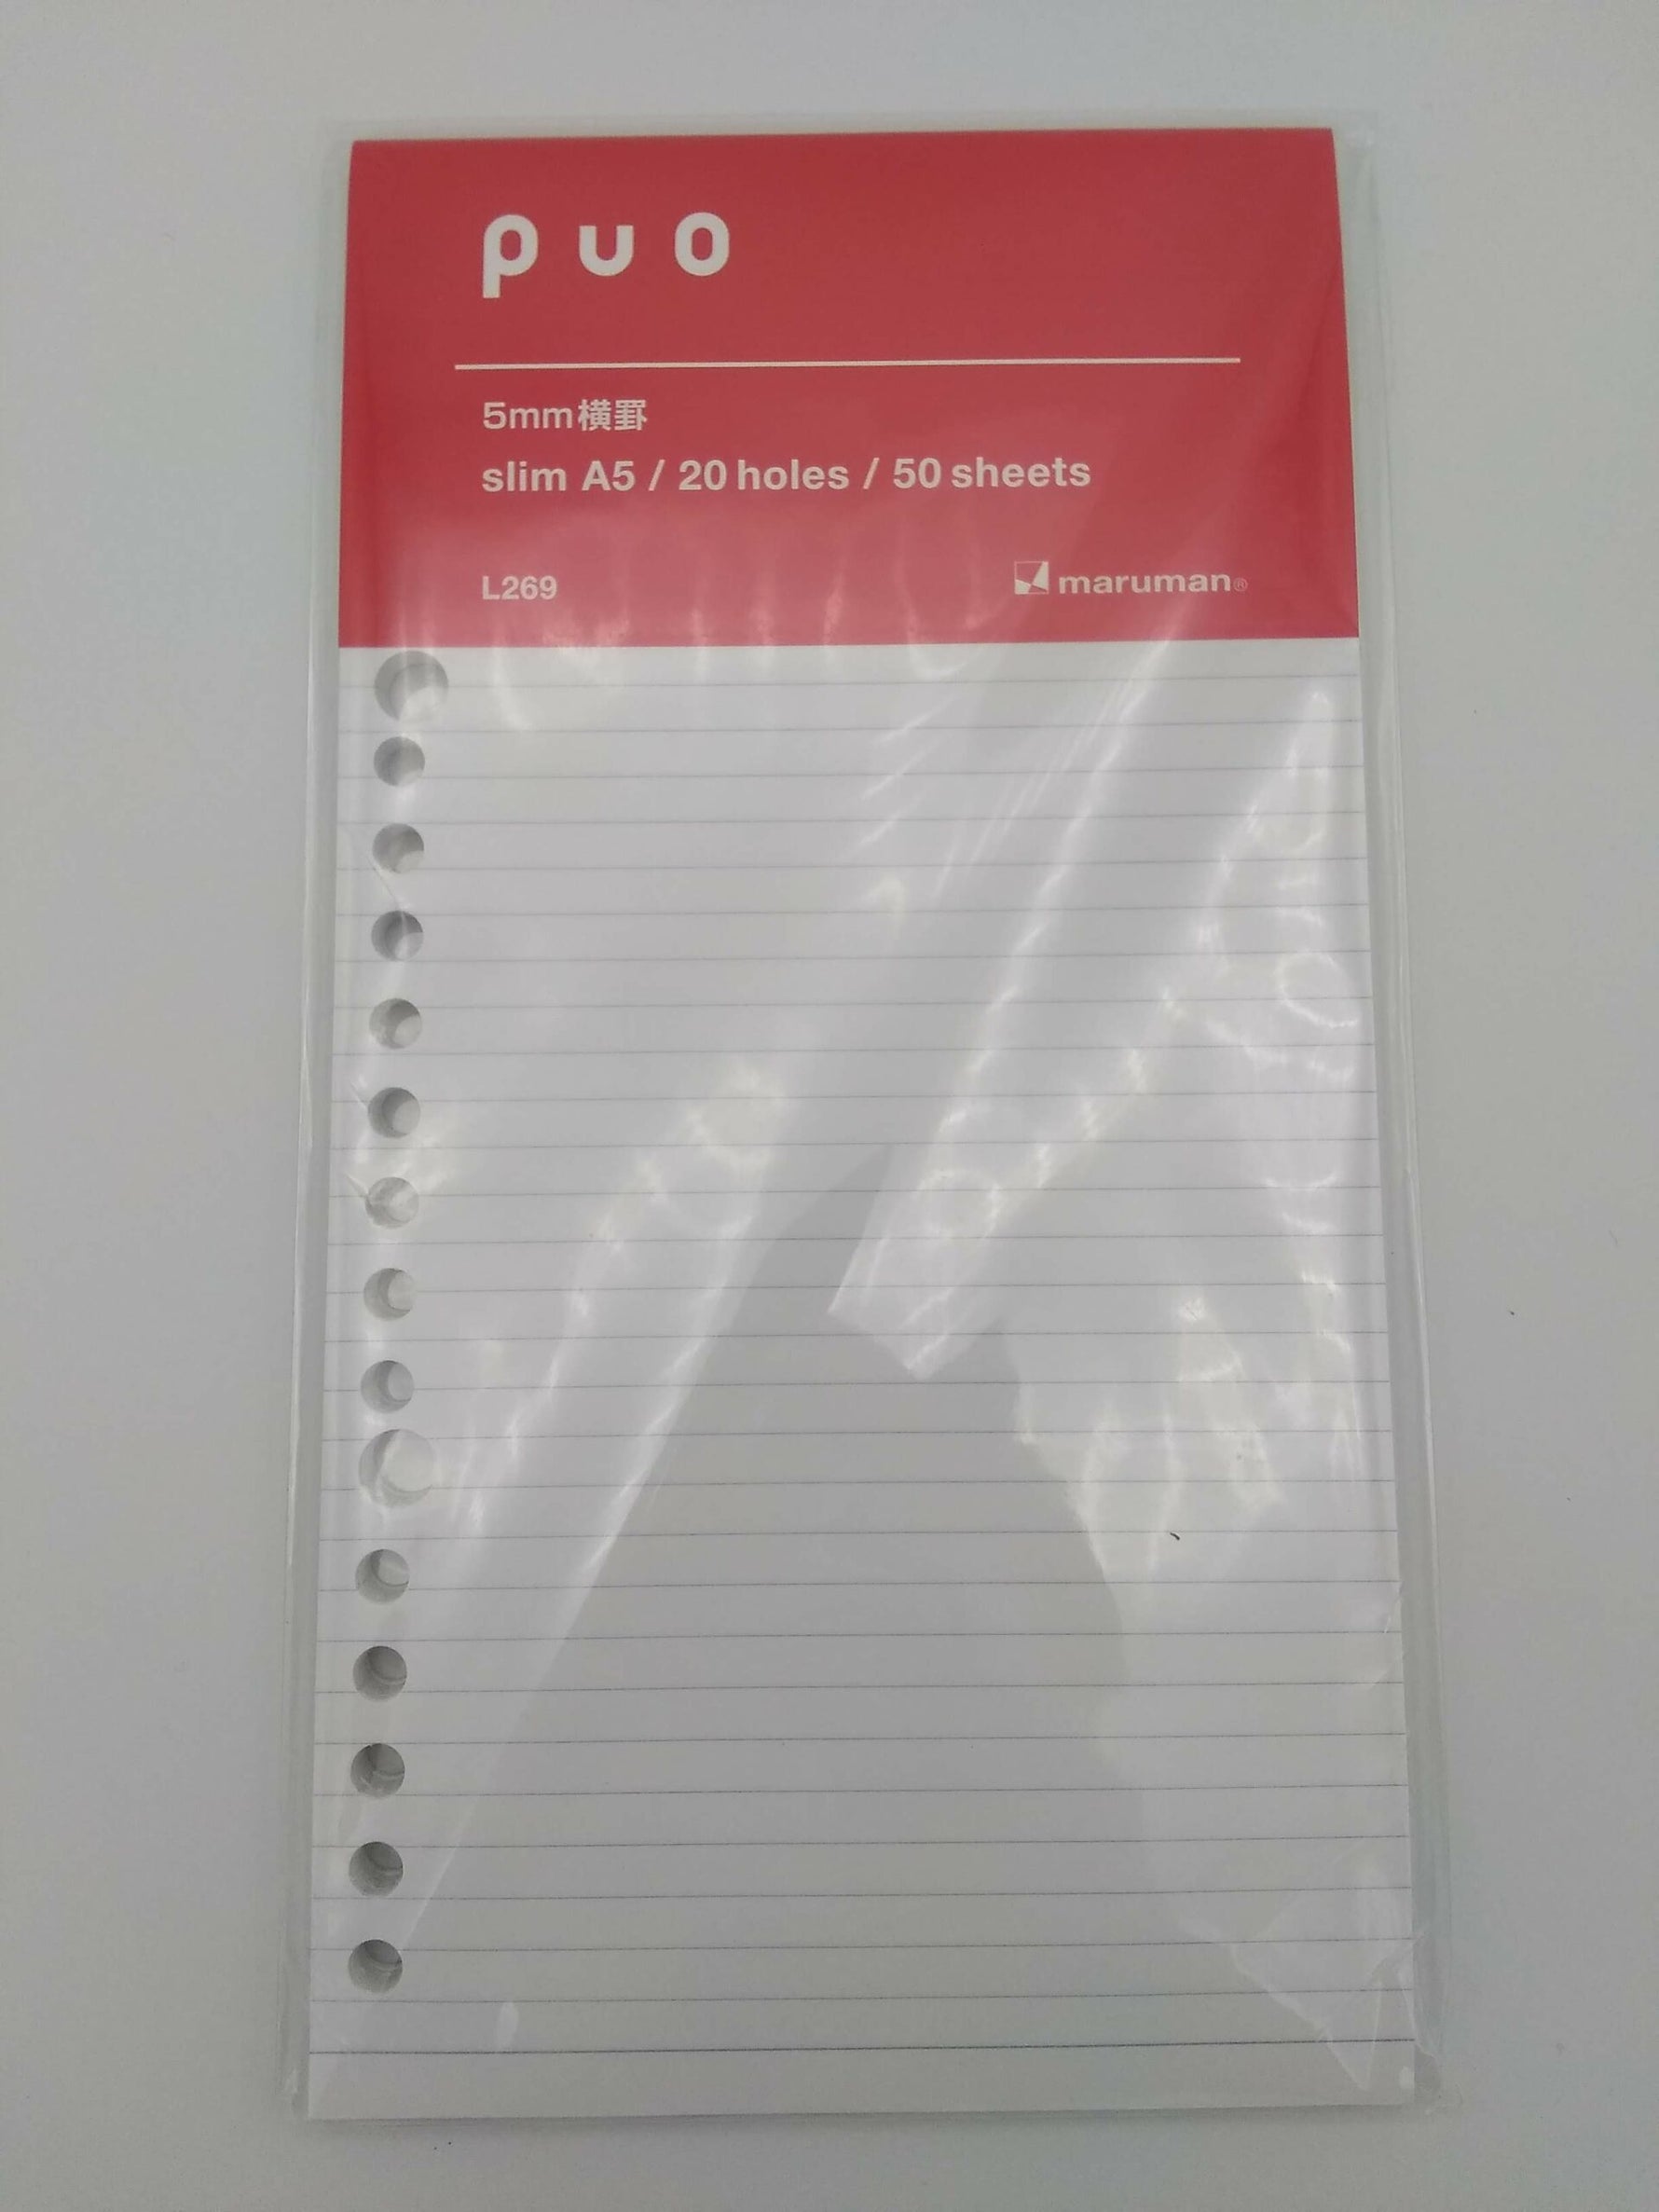 puo
5mm横罫
slim A5 / 20 holes / 50 sheets
L269
maruman®